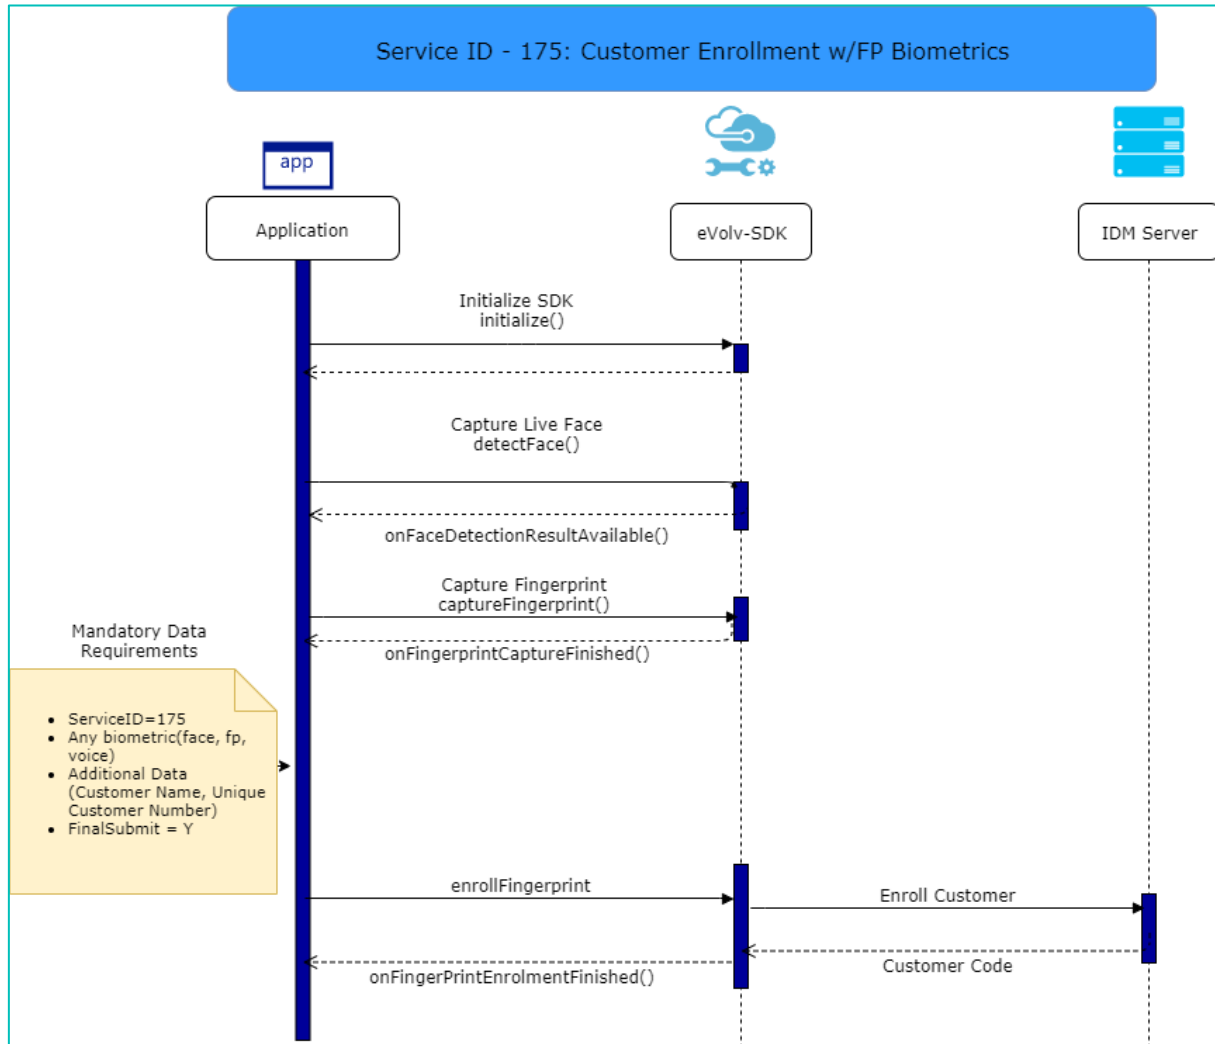 Service ID - 175: Customer Enrollment w/FP Biometrics
app
Application
eVolv-SDK
IDM Server
Initialize SDK
initialize()
Capture Live Face
detectFace()
onFaceDetectionResultAvailable()
Capture Fingerprint
captureFingerprint()
onFingerprintCaptureFinished()
Mandatory Data
Requirements
• ServiceID=175
• Any biometric(face, fp,
voice)
• Additional Data
(Customer Name, Unique
Customer Number)
• FinalSubmit = Y
enrollFingerprint
Enroll Customer
Customer Code
onFingerPrintEnrolmentFinished()